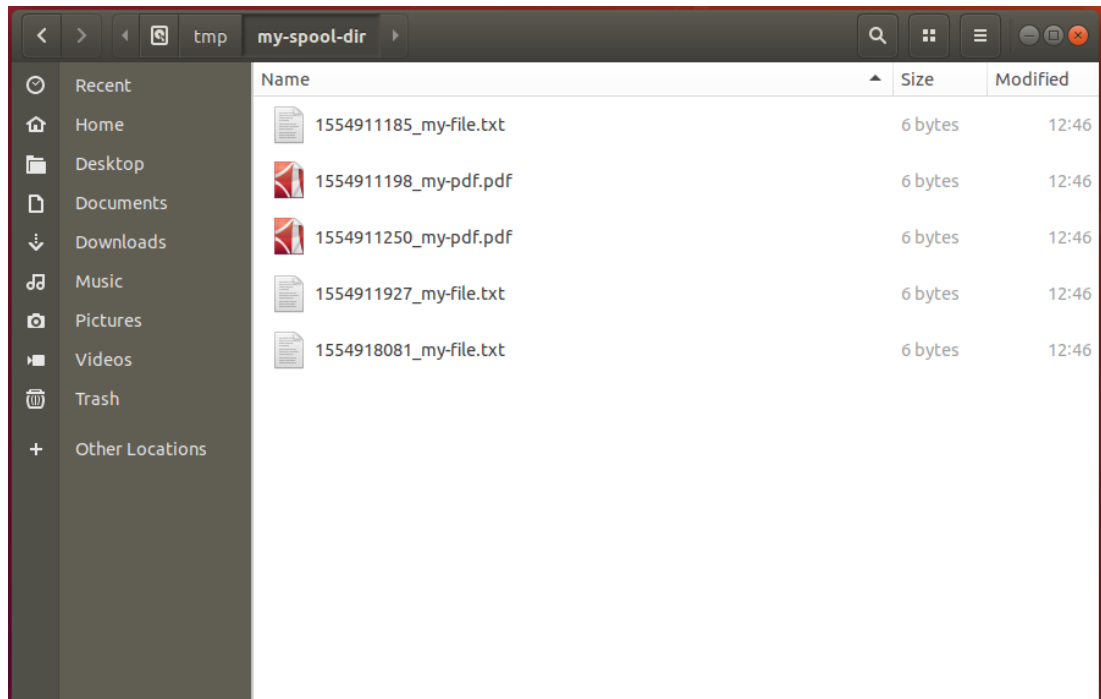 tmp my-spool-dir
Recent
Home
Desktop
Documents
Downloads
Music
Pictures
Videos
Trash
Other Locations
Name Size Modified
1554911185_my-file.txt 6 bytes 12:46
1554911198_my-pdf.pdf 6 bytes 12:46
1554911250_my-pdf.pdf 6 bytes 12:46
1554911927_my-file.txt 6 bytes 12:46
1554918081_my-file.txt 6 bytes 12:46